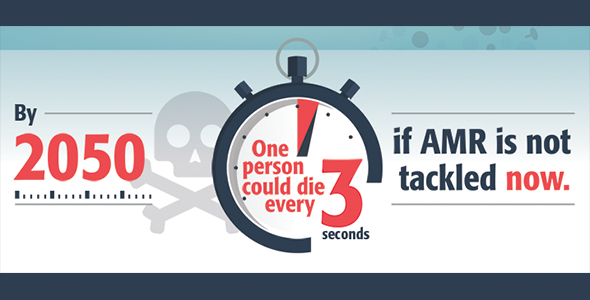 By
2050
One
person
could die
every 3
seconds
if AMR is not
tackled now.